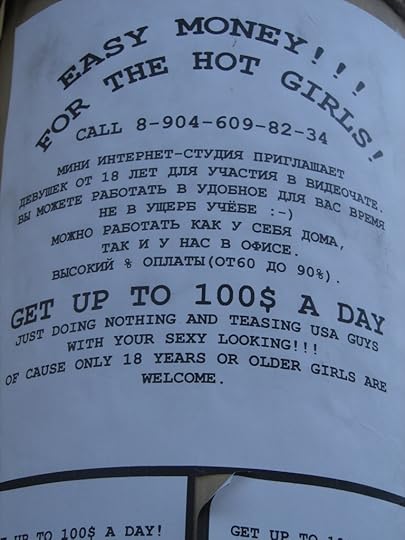 EASY MONEY!!!
FOR THE HOT GIRLS!
CALL 8-904-609-82-34
МИНИ ИНТЕРНЕТ-СТУДИЯ ПРИГЛАШАЕТ
ДЕВУШЕК ОТ 18 ЛЕТ ДЛЯ УЧАСТИЯ В ВИДЕОЧАТЕ.
ВЫ МОЖЕТЕ РАБОТАТЬ В УДОБНОЕ ДЛЯ ВАС ВРЕМЯ
НЕ В УЩЕРБ УЧЁБЕ :-)
МОЖНО РАБОТАТЬ КАК У СЕБЯ ДОМА,
ТАК И У НАС В ОФИСЕ.
ВЫСОКИЙ % ОПЛАТЫ(ОТ60 ДО 90%).
GET UP TO 100$ A DAY
JUST DOING NOTHING AND TEASING USA GUYS
WITH YOUR SEXY LOOKING!!!
OF CAUSE ONLY 18 YEARS OR OLDER GIRLS ARE
WELCOME.
UP TO 100$ A DAY!
GET UP TO